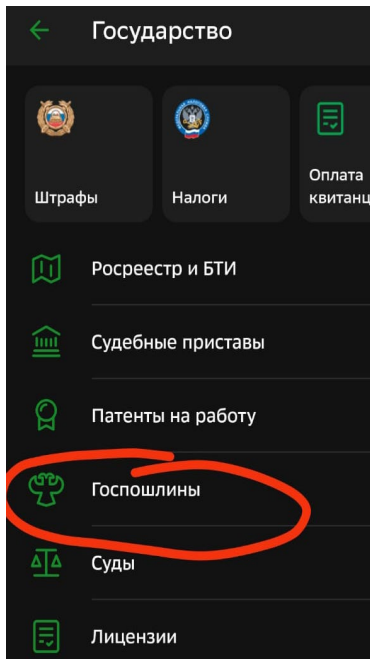 Государство
Штрафы
Налоги
Оплата
квитанц
Росреестр и БТИ
Судебные приставы
Патенты на работу
Госпошлины
Суды
Лицензии